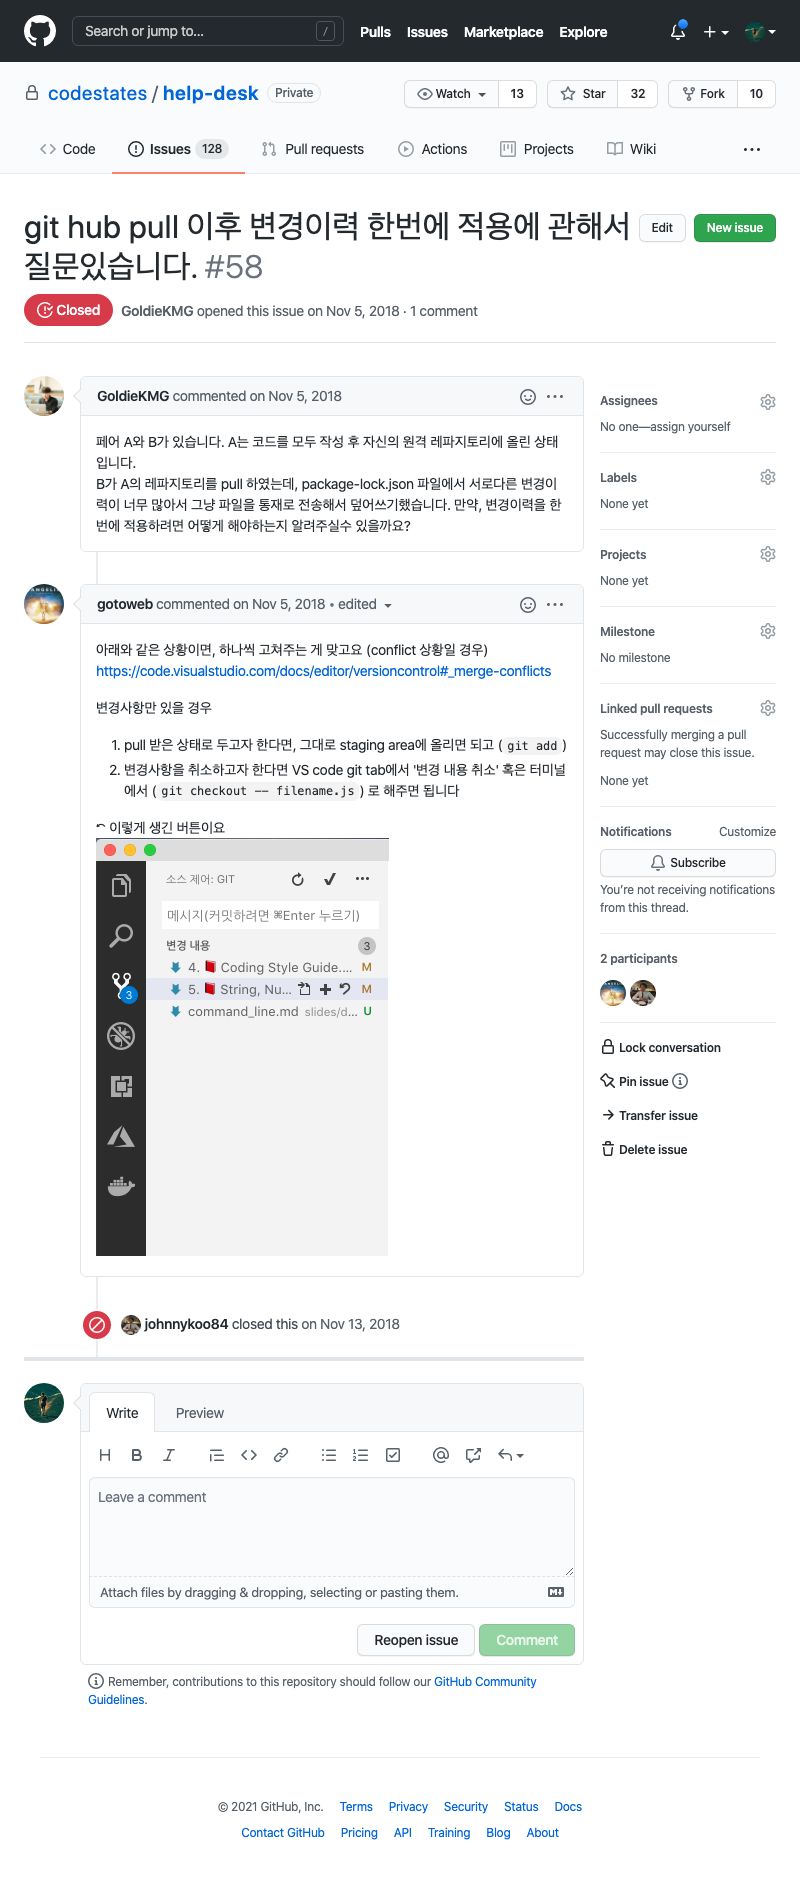 Search or jump to... /
Pulls Issues Marketplace Explore
codestates / help-desk Private
Watch 13 Star 32 Fork 10
Code Issues 128 Pull requests Actions Projects Wiki
git hub pull 이후 변경이력 한번에 적용에 관해서
질문있습니다. #58
Edit New issue
Closed GoldieKMG opened this issue on Nov 5, 2018 · 1 comment
GoldieKMG commented on Nov 5, 2018
페어 A와 B가 있습니다. A는 코드를 모두 작성 후 자신의 원격 레파지토리에 올린 상태
입니다.
B가 A의 레파지토리를 pull 하였는데, package-lock.json 파일에서 서로다른 변경이
력이 너무 많아서 그냥 파일을 통재로 전송해서 덮어쓰기했습니다. 만약, 변경이력을 한
번에 적용하려면 어떻게 해야하는지 알려주실수 있을까요?
gotoweb commented on Nov 5, 2018 • edited
아래와 같은 상황이면, 하나씩 고쳐주는 게 맞고요 (conflict 상황일 경우)
https://code.visualstudio.com/docs/editor/versioncontrol#_merge-conflicts
변경사항만 있을 경우
1. pull 받은 상태로 두고자 한다면, 그대로 staging area에 올리면 되고 ( git add )
2. 변경사항을 취소하고자 한다면 VS code git tab에서 '변경 내용 취소' 혹은 터미널
에서 ( git checkout -- filename.js ) 로 해주면 됩니다
이렇게 생긴 버튼이요
소스 제어: GIT
메시지(커밋하려면 ⌘Enter 누르기)
변경 내용 3
4. Coding Style Guide.... M
3
5. String, Nu... M
command_line.md slides/d... U
johnnykoo84 closed this on Nov 13, 2018
Write Preview
H B I
Leave a comment
Attach files by dragging & dropping, selecting or pasting them.
Reopen issue Comment
Remember, contributions to this repository should follow our GitHub Community
Guidelines.
Assignees
No one—assign yourself
Labels
None yet
Projects
None yet
Milestone
No milestone
Linked pull requests
Successfully merging a pull
request may close this issue.
None yet
Notifications Customize
Subscribe
You're not receiving notifications
from this thread.
2 participants
Lock conversation
Pin issue
Transfer issue
Delete issue
© 2021 GitHub, Inc. Terms Privacy Security Status Docs
Contact GitHub Pricing API Training Blog About